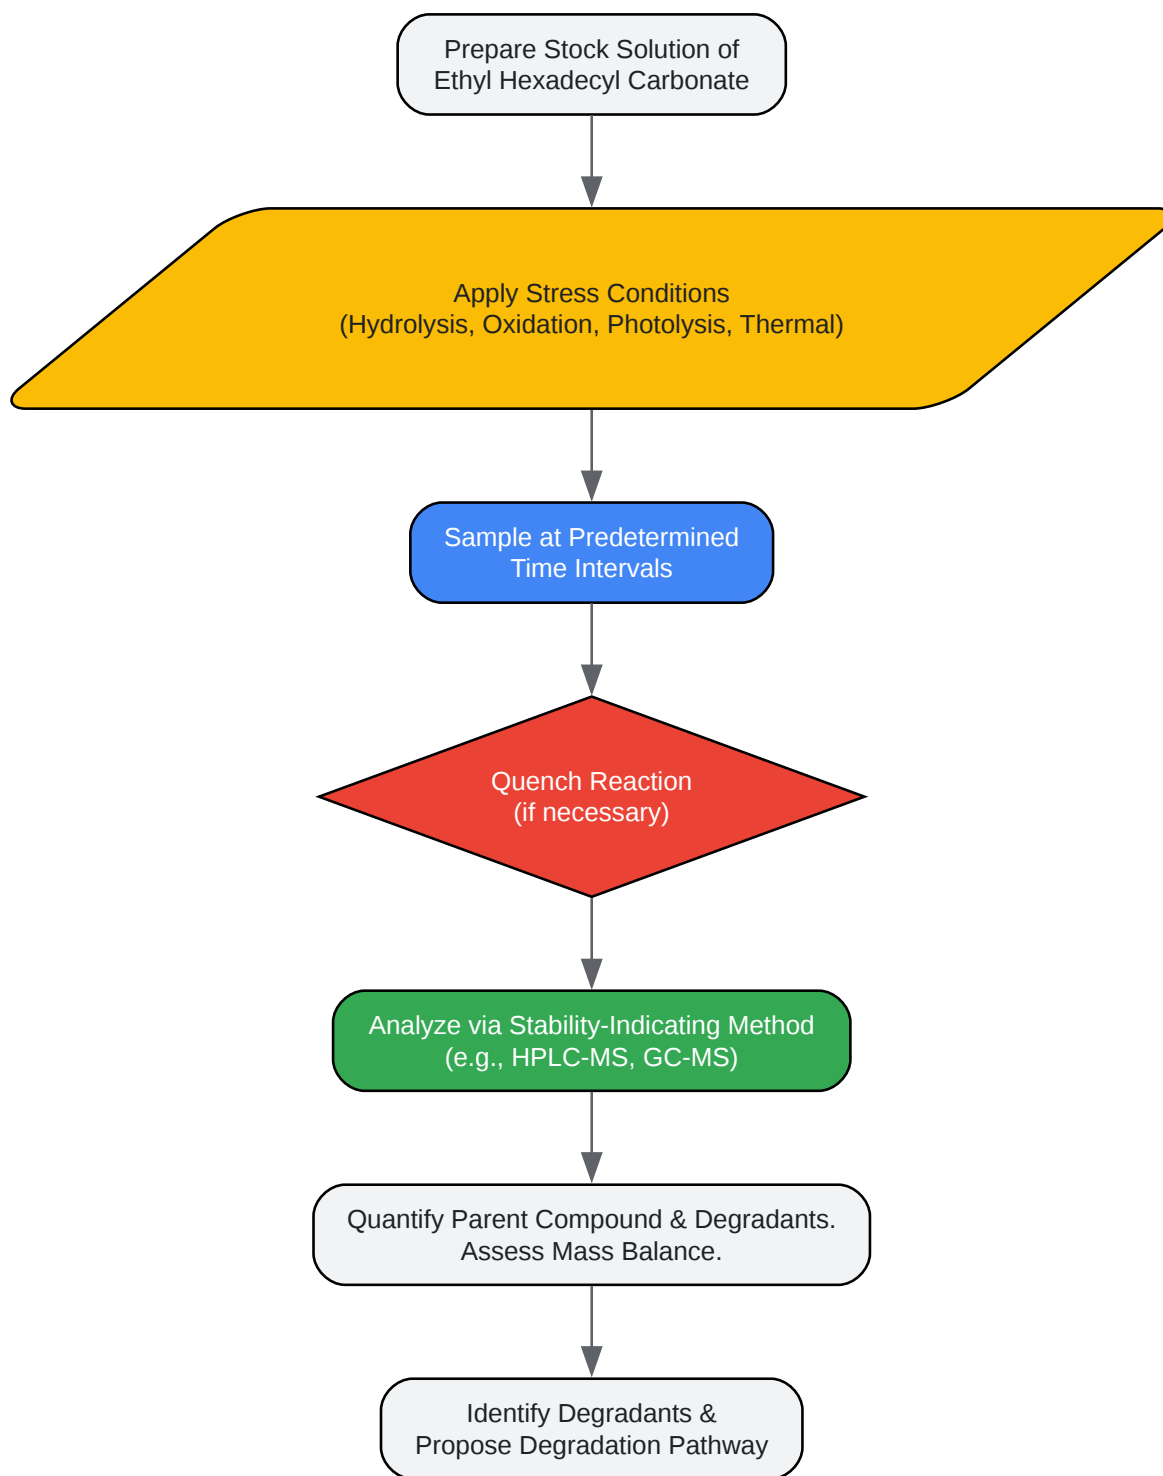 Prepare Stock Solution of
Ethyl Hexadecyl Carbonate
Apply Stress Conditions
(Hydrolysis, Oxidation, Photolysis, Thermal)
Sample at Predetermined
Time Intervals
Quench Reaction
(if necessary)
Analyze via Stability-Indicating Method
(e.g., HPLC-MS, GC-MS)
Quantify Parent Compound & Degradants.
Assess Mass Balance.
Identify Degradants &
Propose Degradation Pathway